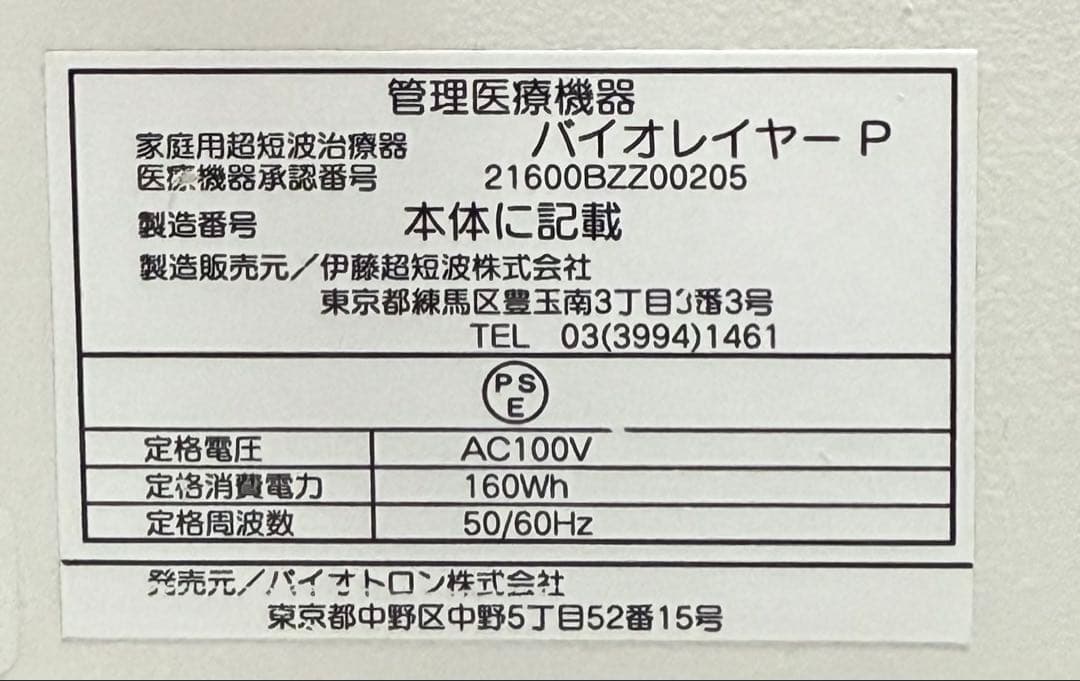 管理医療機器
家庭用超短波治療器 バイオレイヤー P
医療機器承認番号 21600BZZ00205
製造番号 本体に記載
製造販売元／伊藤超短波株式会社
東京都練馬区豊玉南3丁目3番3号
TEL 03(3994)1461
PSE
定格電圧 AC100V
定格消費電力 160Wh
定格周波数 50/60Hz
発売元／バイオトロン株式会社
東京都中野区中野5丁目52番15号